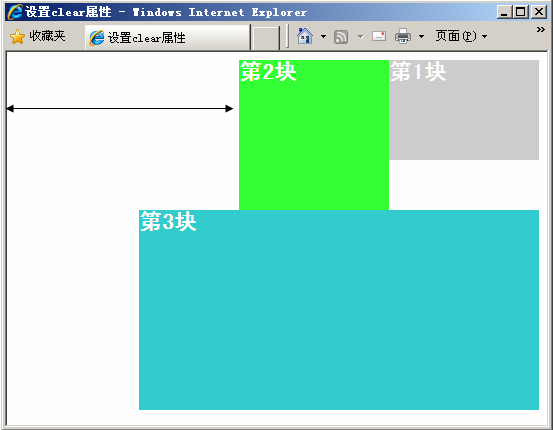 设置clear属性 - Windows Internet Explorer
收藏夹
设置clear属性
页面(P)
»
第2块
第1块
第3块